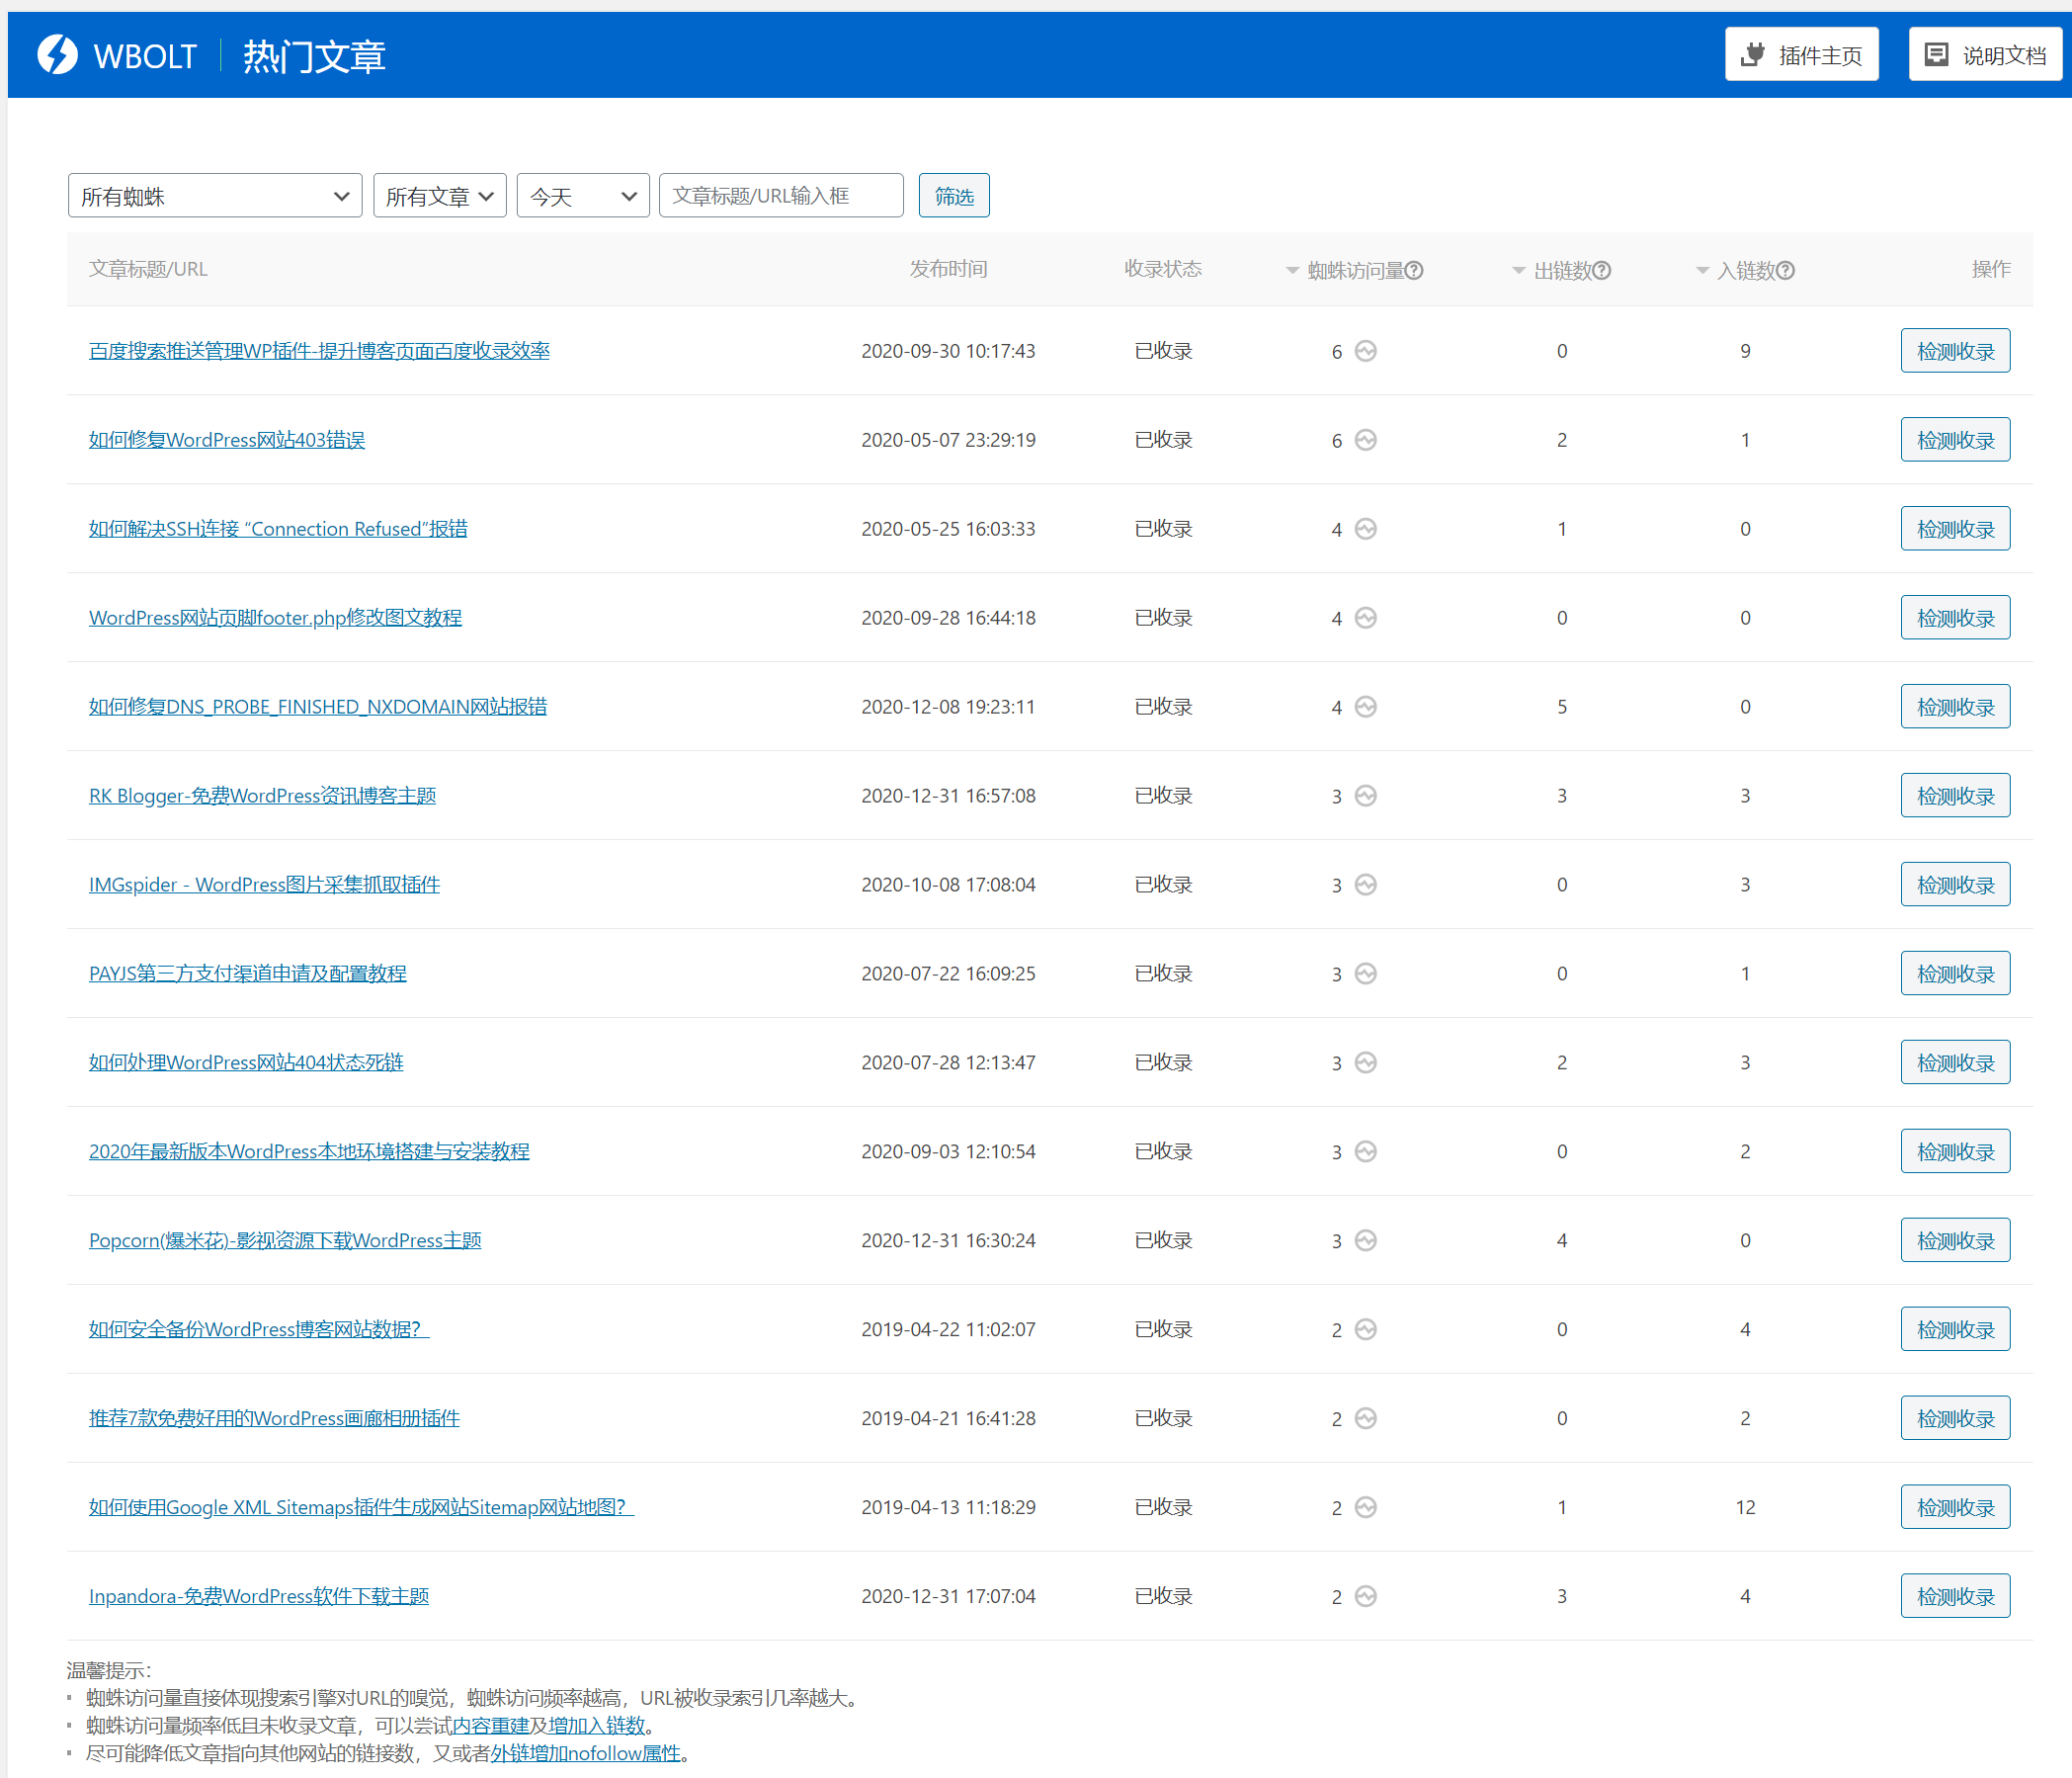 WBOLT 热门文章 插件主页 说明文档
所有蜘蛛 所有文章 今天 文章标题/URL输入框 筛选
文章标题/URL 发布时间 收录状态 蜘蛛访问量 出链数 入链数 操作
百度搜索推送管理WP插件-提升博客页面百度收录效率 2020-09-30 10:17:43 已收录 6 0 9 检测收录
如何修复WordPress网站403错误 2020-05-07 23:29:19 已收录 6 2 1 检测收录
如何解决SSH连接 “Connection Refused”报错 2020-05-25 16:03:33 已收录 4 1 0 检测收录
WordPress网站页脚footer.php修改图文教程 2020-09-28 16:44:18 已收录 4 0 0 检测收录
如何修复DNS_PROBE_FINISHED_NXDOMAIN网站报错 2020-12-08 19:23:11 已收录 4 5 0 检测收录
RK Blogger-免费WordPress资讯博客主题 2020-12-31 16:57:08 已收录 3 3 3 检测收录
IMGspider - WordPress图片采集抓取插件 2020-10-08 17:08:04 已收录 3 0 3 检测收录
PAYJS第三方支付渠道申请及配置教程 2020-07-22 16:09:25 已收录 3 0 1 检测收录
如何处理WordPress网站404状态死链 2020-07-28 12:13:47 已收录 3 2 3 检测收录
2020年最新版本WordPress本地环境搭建与安装教程 2020-09-03 12:10:54 已收录 3 0 2 检测收录
Popcorn(爆米花)-影视资源下载WordPress主题 2020-12-31 16:30:24 已收录 3 4 0 检测收录
如何安全备份WordPress博客网站数据？ 2019-04-22 11:02:07 已收录 2 0 4 检测收录
推荐7款免费好用的WordPress画廊相册插件 2019-04-21 16:41:28 已收录 2 0 2 检测收录
如何使用Google XML Sitemaps插件生成网站Sitemap网站地图？ 2019-04-13 11:18:29 已收录 2 1 12 检测收录
Inpandora-免费WordPress软件下载主题 2020-12-31 17:07:04 已收录 2 3 4 检测收录
温馨提示：
蜘蛛访问量直接体现搜索引擎对URL的嗅觉，蜘蛛访问频率越高，URL被收录索引几率越大。
蜘蛛访问量频率低且未收录文章，可以尝试内容重建及增加入链数。
尽可能降低文章指向其他网站的链接数，又或者外链增加nofollow属性。